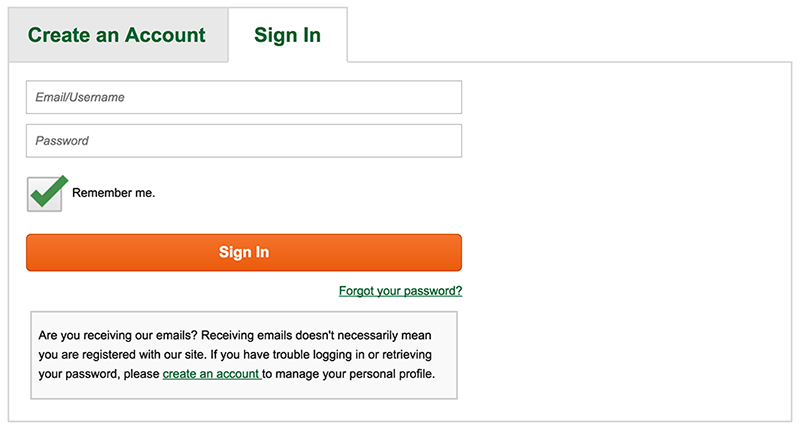 Create an Account
Sign In
Email/Username
Password
Remember me.
Sign In
Forgot your password?
Are you receiving our emails? Receiving emails doesn't necessarily mean
you are registered with our site. If you have trouble logging in or retrieving
your password, please create an account to manage your personal profile.